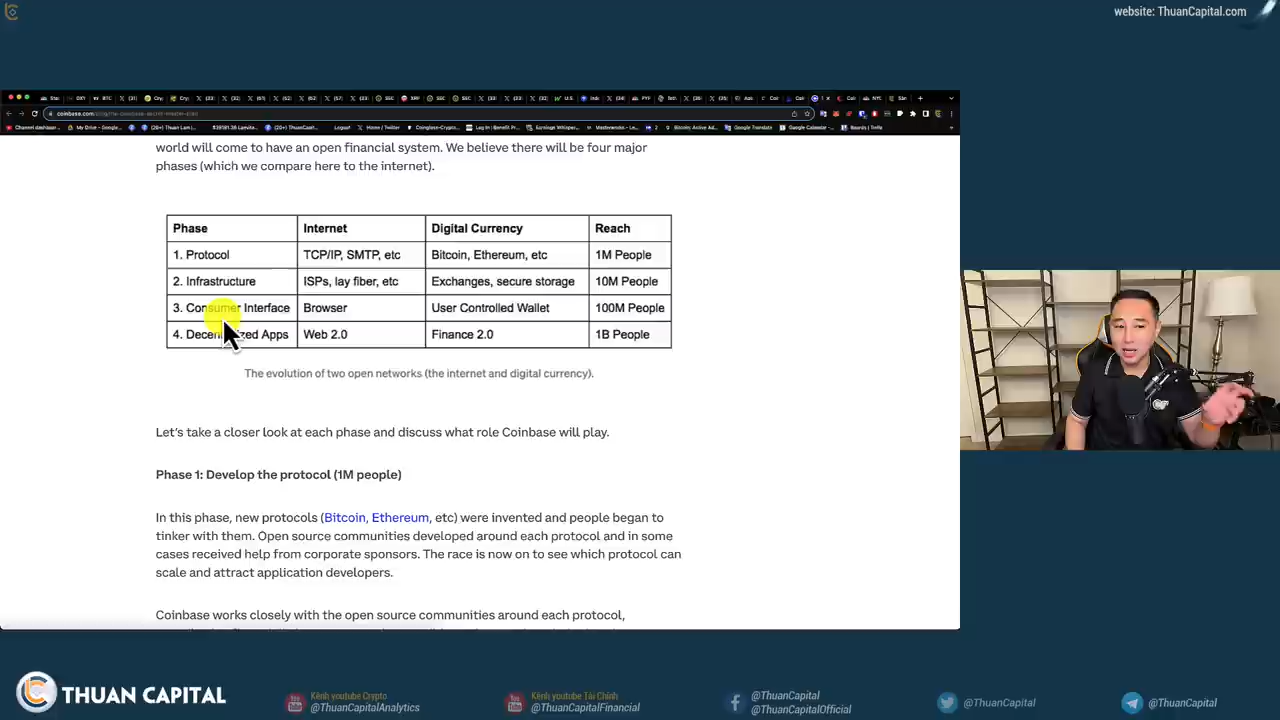 website: ThuanCapital.com
world will come to have an open financial system. We believe there will be four major
phases (which we compare here to the internet).
Phase Internet Digital Currency Reach
1. Protocol TCP/IP, SMTP, etc Bitcoin, Ethereum, etc 1M People
2. Infrastructure ISPs, lay fiber, etc Exchanges, secure storage 10M People
3. Consumer Interface Browser User Controlled Wallet 100M People
4. Decentralized Apps Web 2.0 Finance 2.0 1B People
The evolution of two open networks (the internet and digital currency).
Let's take a closer look at each phase and discuss what role Coinbase will play.
Phase 1: Develop the protocol (1M people)
In this phase, new protocols (Bitcoin, Ethereum, etc) were invented and people began to
tinker with them. Open source communities developed around each protocol and in some
cases received help from corporate sponsors. The race is now on to see which protocol can
scale and attract application developers.
Coinbase works closely with the open source communities around each protocol,
THUAN CAPITAL
Kênh youtube Crypto
@ThuanCapitalAnalytics
Kênh youtube Tài Chính
@ThuanCapitalFinancial
@ThuanCapital
@ThuanCapitalOfficial
@ThuanCapital
@ThuanCapital